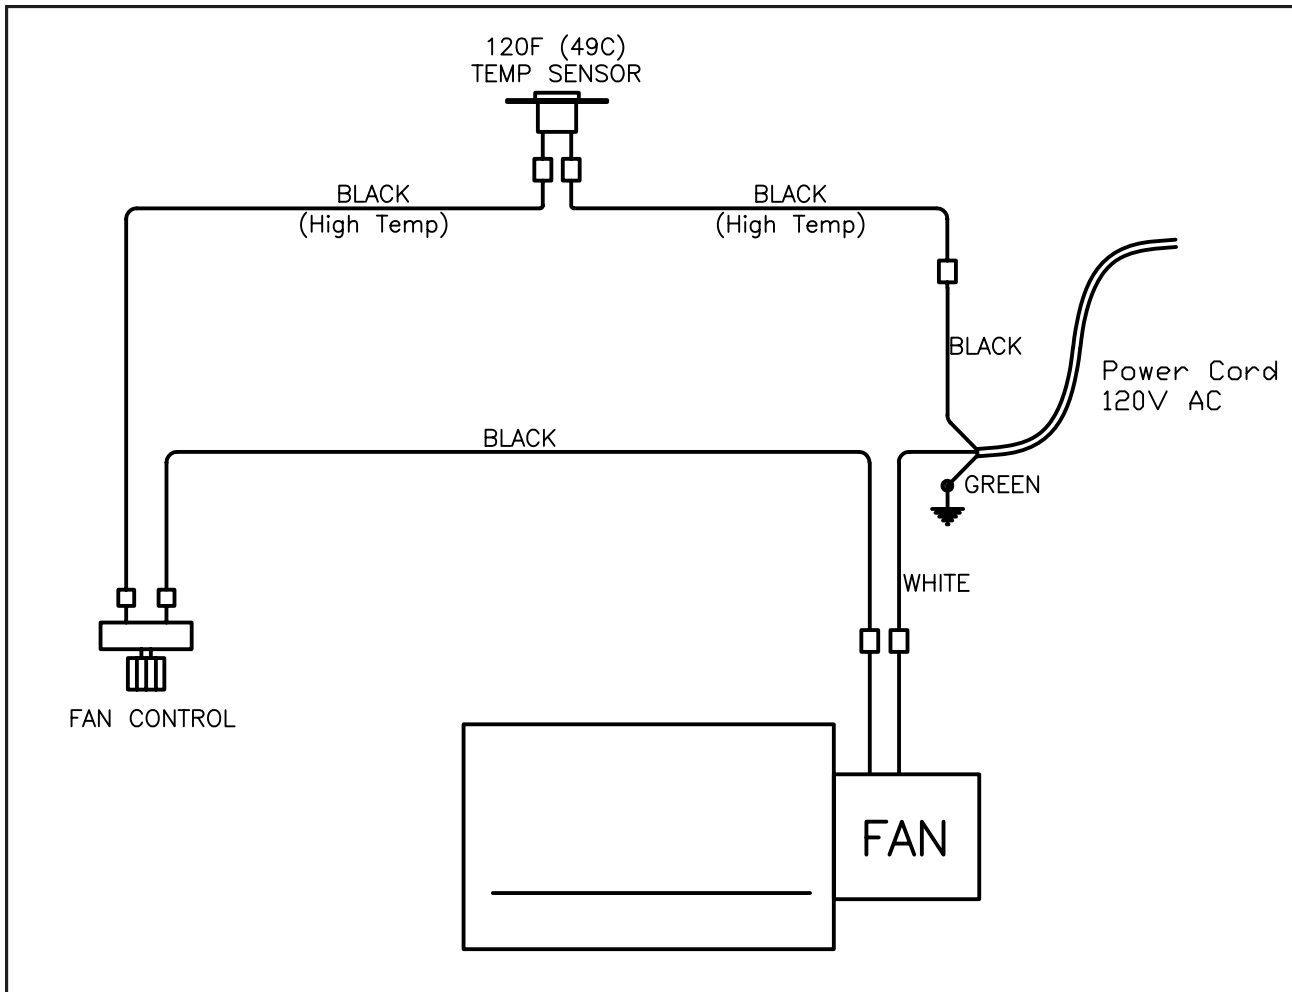 120F (49C)
TEMP SENSOR
BLACK
(High Temp)
BLACK
(High Temp)
BLACK
Power Cord
120V AC
BLACK
GREEN
WHITE
FAN CONTROL
FAN